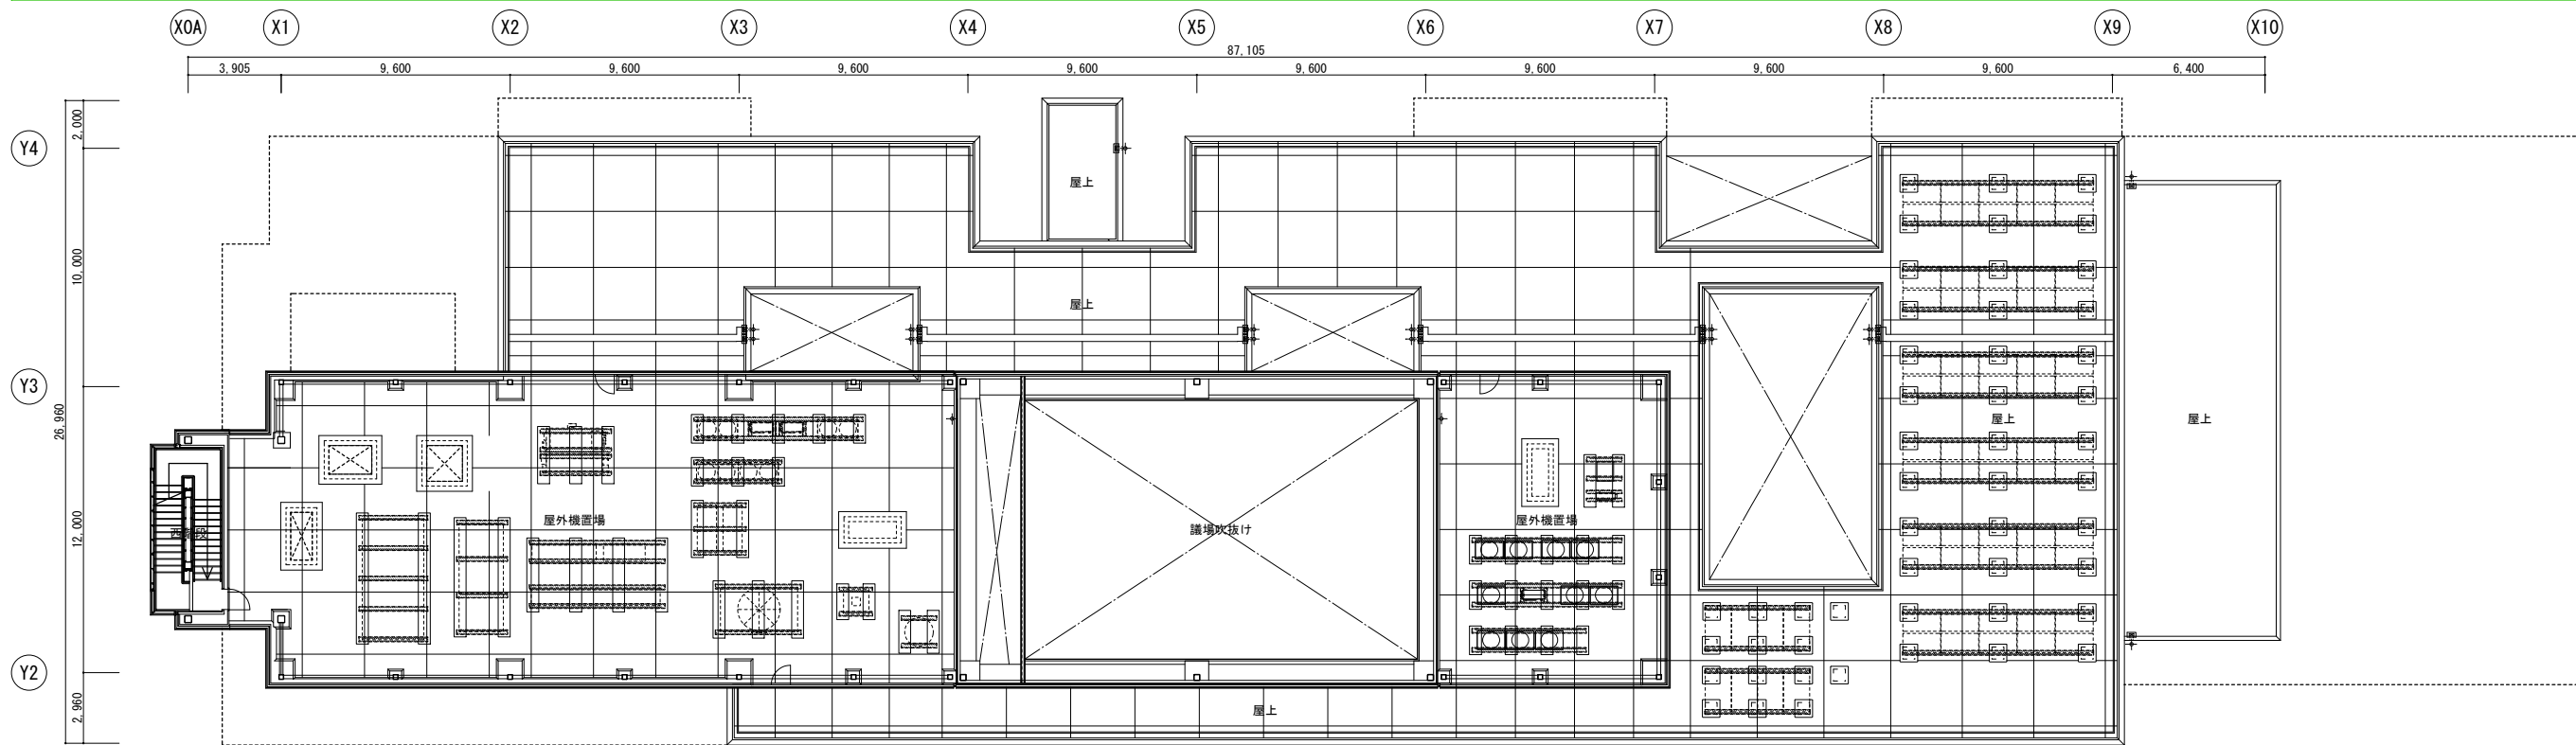 X0A X1 X2 X3 X4 X5 X6 X7 X8 X9 X10
87,105
3,905 9,600 9,600 9,600 9,600 9,600 9,600 9,600 9,600 6,400
2,000
Y4
屋上
10,000
屋上
Y3
26,960
屋上 屋上
12,000
西階段 屋外機置場 議場吹抜け 屋外機置場
Y2
2,960
屋上